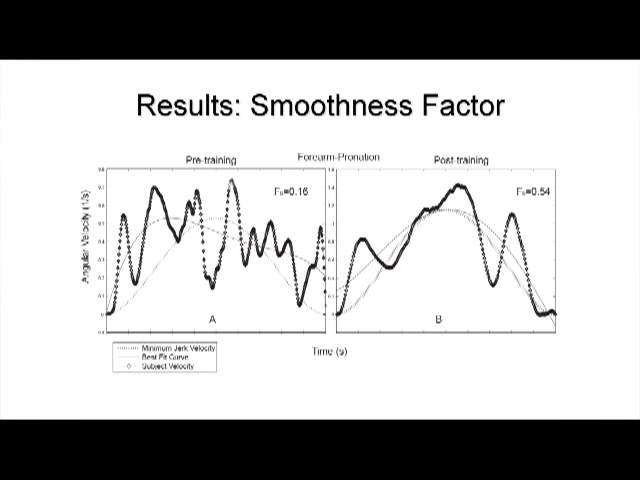 Results: Smoothness Factor
Forearm-Pronation
Pre-training
Post-training
Fs=0.16
Fs=0.54
Angular Velocity (1/s)
A
B
Time (s)
Minimum Jerk Velocity
Best Fit Curve
Subject Velocity